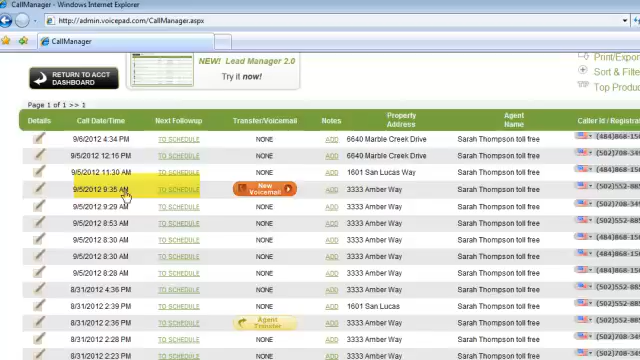 CallManager - Windows Internet Explorer
http://admin.voicepad.com/CallManager.aspx
CallManager
RETURN TO ACCT DASHBOARD
NEW! Lead Manager 2.0
Try it now!
Print/Expor
Sort & Filte
Top Produc
Page 1 of 1 >> 1
Details Call Date/Time Next Followup Transfer/Voicemail Notes Property Address Agent Name Caller Id / Registra
9/6/2012 4:34 PM TO SCHEDULE NONE ADD 6640 Marble Creek Drive Sarah Thompson toll free (484)868-15
9/5/2012 12:16 PM TO SCHEDULE NONE ADD 6640 Marble Creek Drive Sarah Thompson toll free (502)708-34
9/5/2012 11:30 AM TO SCHEDULE NONE ADD 1601 San Lucas Way Sarah Thompson toll free (484)868-15
9/5/2012 9:35 AM TO SCHEDULE New Voicemail ADD 3333 Amber Way Sarah Thompson toll free (502)552-88
9/5/2012 9:29 AM TO SCHEDULE NONE ADD 3333 Amber Way Sarah Thompson toll free (502)552-88
9/5/2012 8:53 AM TO SCHEDULE NONE ADD 3333 Amber Way Sarah Thompson toll free (484)868-15
9/5/2012 8:30 AM TO SCHEDULE NONE ADD 3333 Amber Way Sarah Thompson toll free (484)868-15
9/5/2012 8:30 AM TO SCHEDULE NONE ADD 3333 Amber Way Sarah Thompson toll free (484)868-15
9/5/2012 8:28 AM TO SCHEDULE NONE ADD 3333 Amber Way Sarah Thompson toll free (484)868-15
8/31/2012 4:36 PM TO SCHEDULE NONE ADD 3333 Amber Way Sarah Thompson toll free (502)552-88
8/31/2012 2:39 PM TO SCHEDULE NONE ADD 1601 San Lucas Sarah Thompson toll free (502)552-88
8/31/2012 2:36 PM TO SCHEDULE Agent Transfer ADD 3333 Amber Way Sarah Thompson toll free (502)552-88
8/31/2012 2:23 PM TO SCHEDULE NONE ADD 3333 Amber Way Sarah Thompson toll free (502)708-34